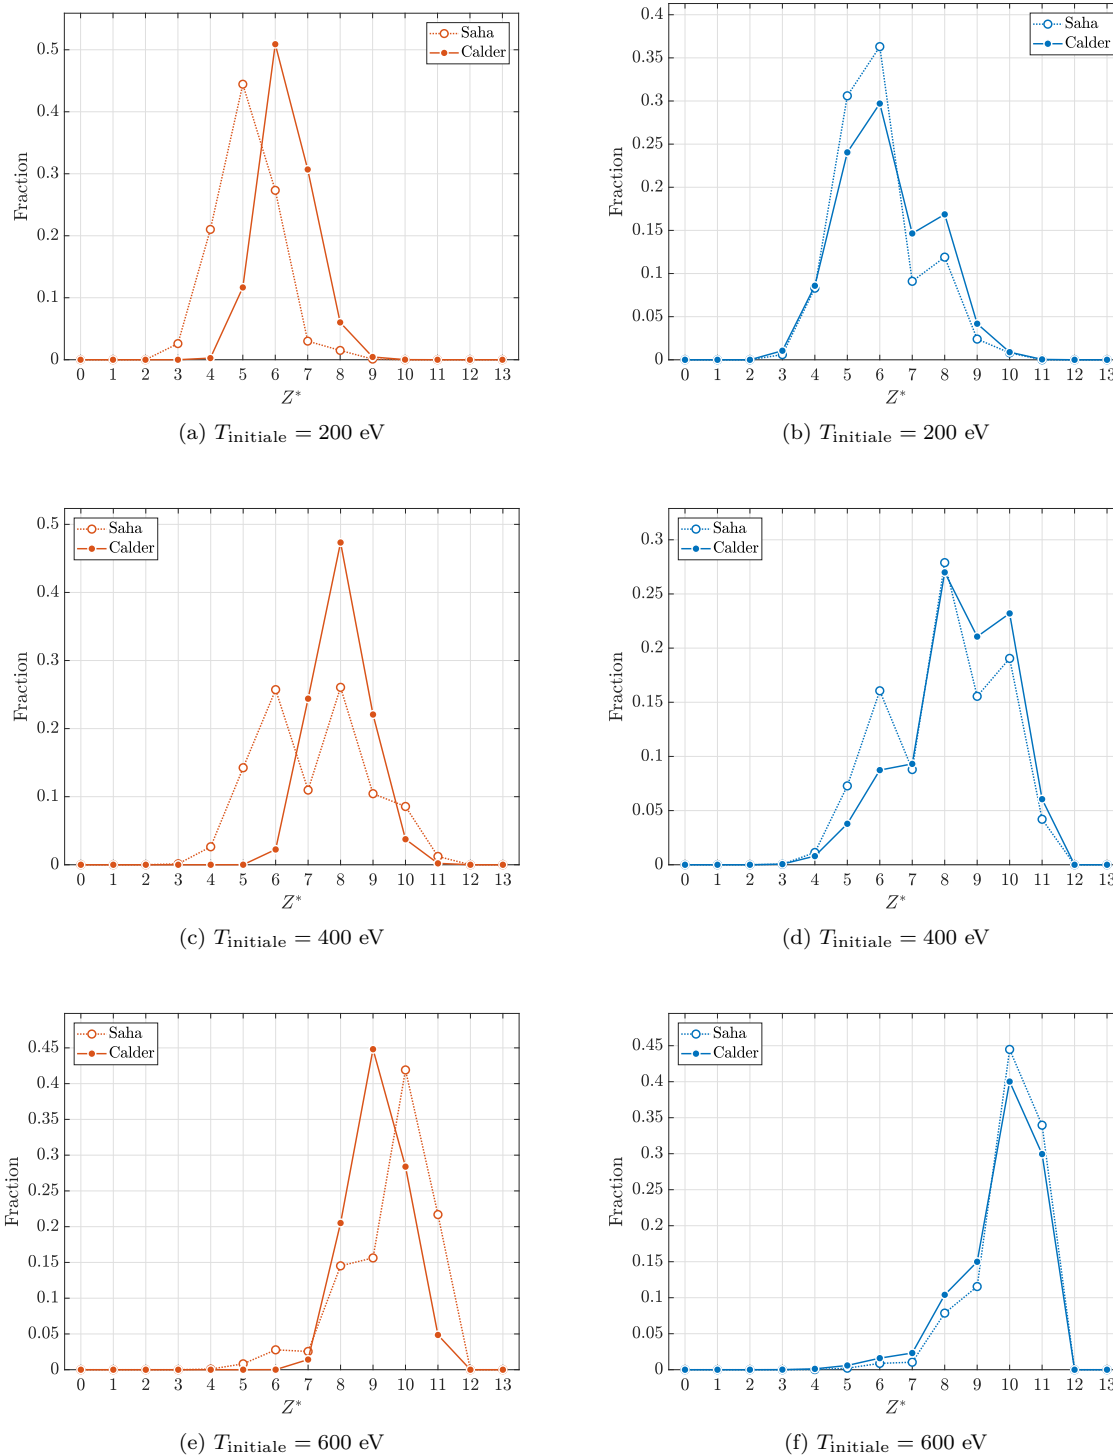 Saha
Calder
0.5
0.4
0.3
0.2
0.1
0
Fraction
0 1 2 3 4 5 6 7 8 9 10 11 12 13
Z*
(a) T_initiale = 200 eV
Saha
Calder
0.4
0.35
0.3
0.25
0.2
0.15
0.1
0.05
0
Fraction
0 1 2 3 4 5 6 7 8 9 10 11 12 13
Z*
(b) T_initiale = 200 eV
Saha
Calder
0.5
0.4
0.3
0.2
0.1
0
Fraction
0 1 2 3 4 5 6 7 8 9 10 11 12 13
Z*
(c) T_initiale = 400 eV
Saha
Calder
0.3
0.25
0.2
0.15
0.1
0.05
0
Fraction
0 1 2 3 4 5 6 7 8 9 10 11 12 13
Z*
(d) T_initiale = 400 eV
Saha
Calder
0.45
0.4
0.35
0.3
0.25
0.2
0.15
0.1
0.05
0
Fraction
0 1 2 3 4 5 6 7 8 9 10 11 12 13
Z*
(e) T_initiale = 600 eV
Saha
Calder
0.45
0.4
0.35
0.3
0.25
0.2
0.15
0.1
0.05
0
Fraction
0 1 2 3 4 5 6 7 8 9 10 11 12 13
Z*
(f) T_initiale = 600 eV